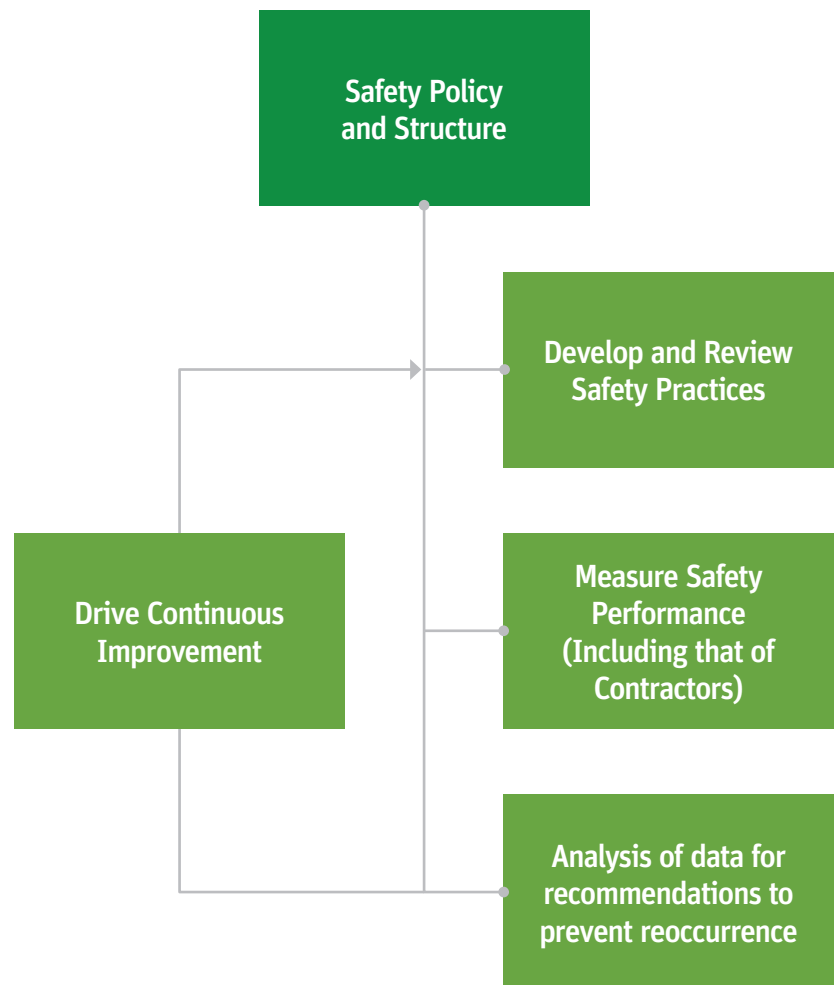 Safety Policy
and Structure
Develop and Review
Safety Practices
Drive Continuous
Improvement
Measure Safety
Performance
(Including that of
Contractors)
Analysis of data for
recommendations to
prevent reoccurrence